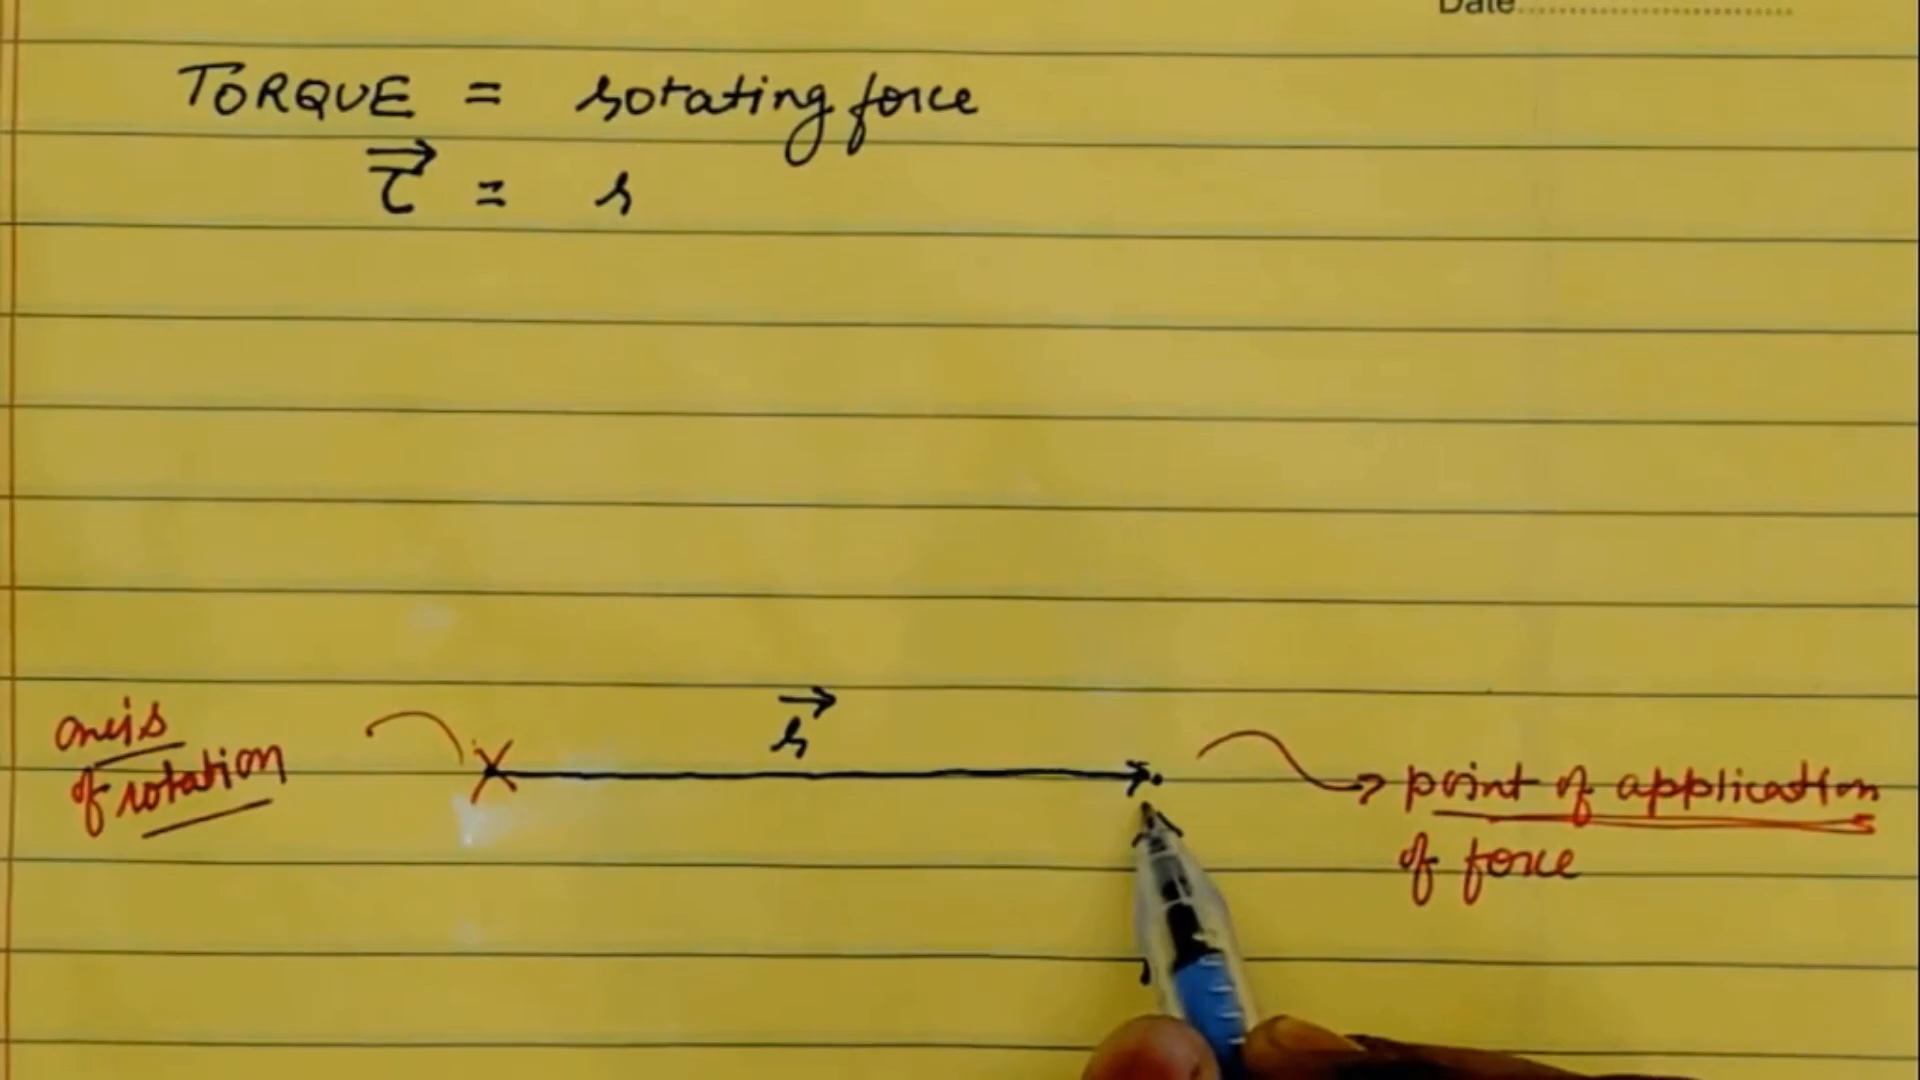 Date
TORQUE = rotating force
τ⃗ = r
r⃗
axis
of rotation
point of application
of force